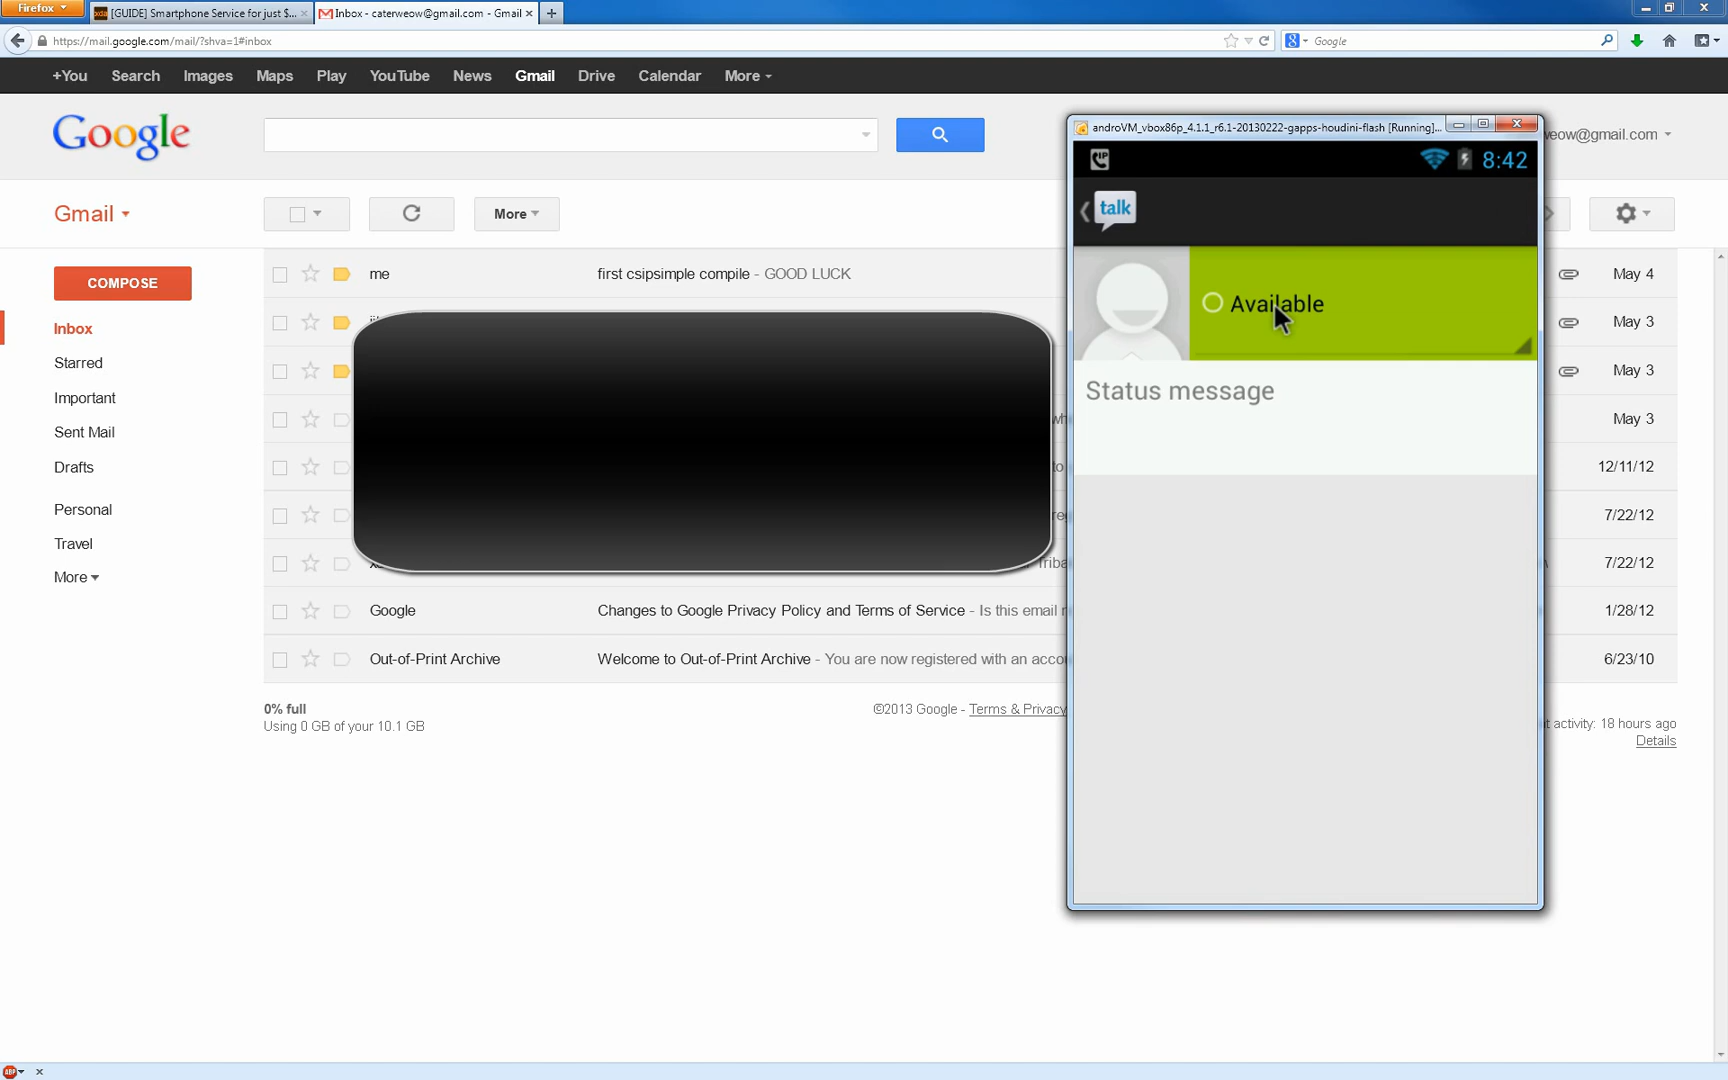 Firefox
[GUIDE] Smartphone Service for just $...
Inbox - caterweow@gmail.com - Gmail
https://mail.google.com/mail/?shva=1#inbox
Google
+You Search Images Maps Play YouTube News Gmail Drive Calendar More
Google
eow@gmail.com
Gmail
More
COMPOSE
Inbox
Starred
Important
Sent Mail
Drafts
Personal
Travel
More
me first csipsimple compile - GOOD LUCK May 4
May 3
May 3
May 3
to 12/11/12
7/22/12
Triba 7/22/12
Google Changes to Google Privacy Policy and Terms of Service - Is this email 1/28/12
Out-of-Print Archive Welcome to Out-of-Print Archive - You are now registered with an acco 6/23/10
0% full
Using 0 GB of your 10.1 GB
©2013 Google - Terms & Privacy
t activity: 18 hours ago
Details
androVM_vbox86p_4.1.1_r6.1-20130222-gapps-houdini-flash [Running]...
8:42
talk
Available
Status message
ABP